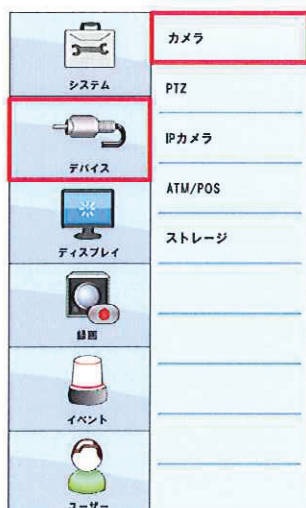 システム
デバイス
ディスプレイ
録画
イベント
ユーザー
カメラ
PTZ
IPカメラ
ATM/POS
ストレージ